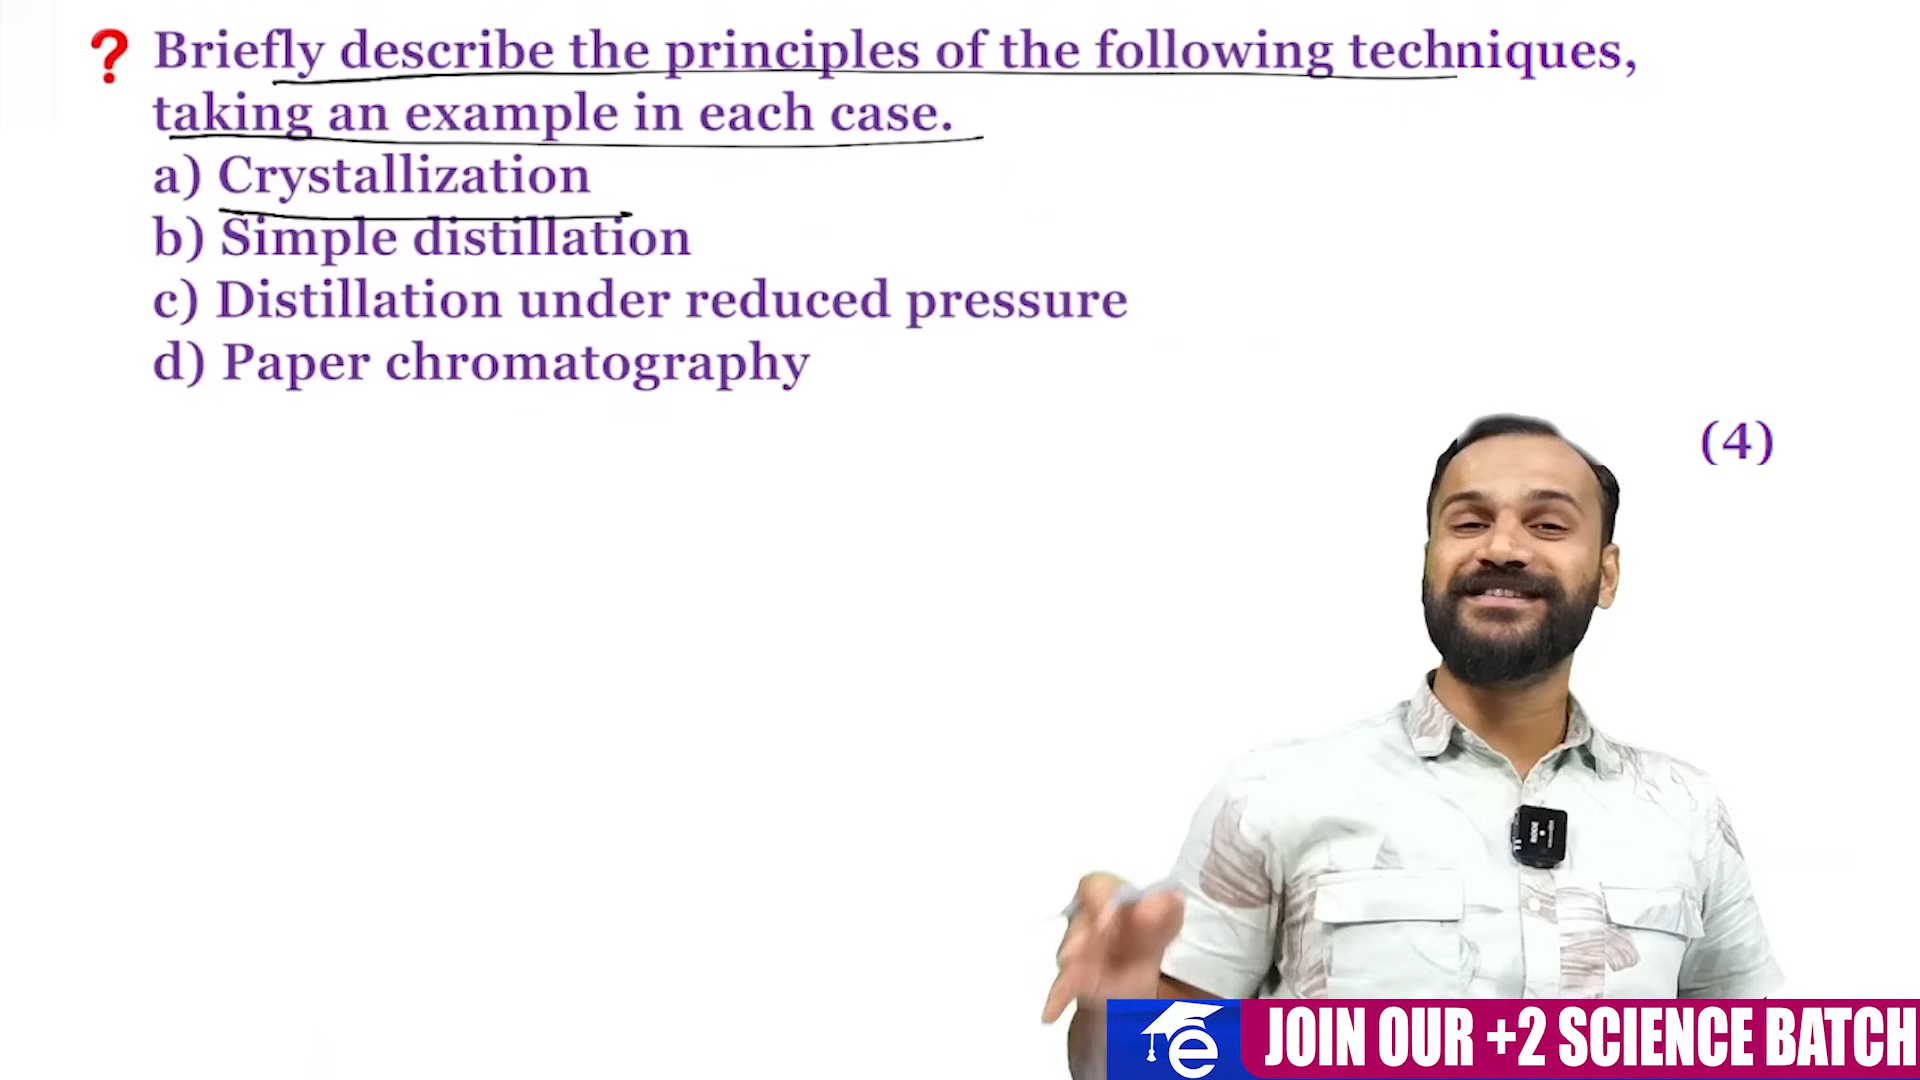 ❓ Briefly describe the principles of the following techniques,
taking an example in each case.
a) Crystallization
b) Simple distillation
c) Distillation under reduced pressure
d) Paper chromatography
(4)
RODE
e JOIN OUR +2 SCIENCE BATCH